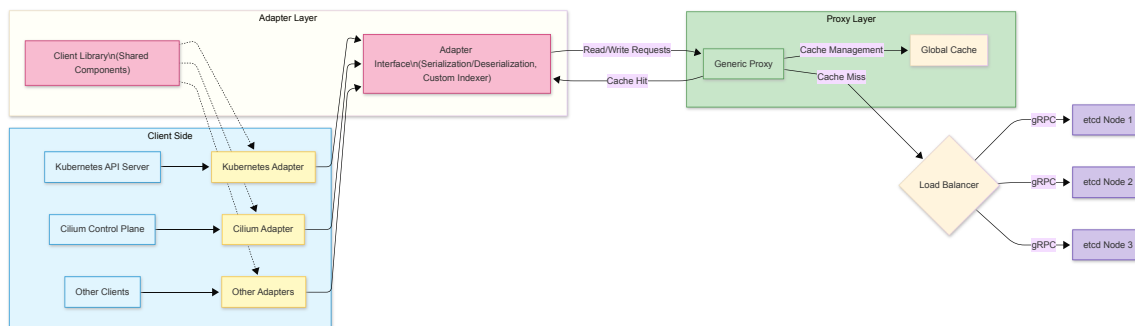 Adapter Layer
Client Library\n(Shared
Components)
Adapter
Interface\n(Serialization/Deserialization,
Custom Indexer)
Read/Write Requests
Cache Hit
Proxy Layer
Generic Proxy
Cache Management
Global Cache
Cache Miss
Client Side
Kubernetes API Server
Kubernetes Adapter
Cilium Control Plane
Cilium Adapter
Other Clients
Other Adapters
Load Balancer
gRPC
etcd Node 1
gRPC
etcd Node 2
gRPC
etcd Node 3